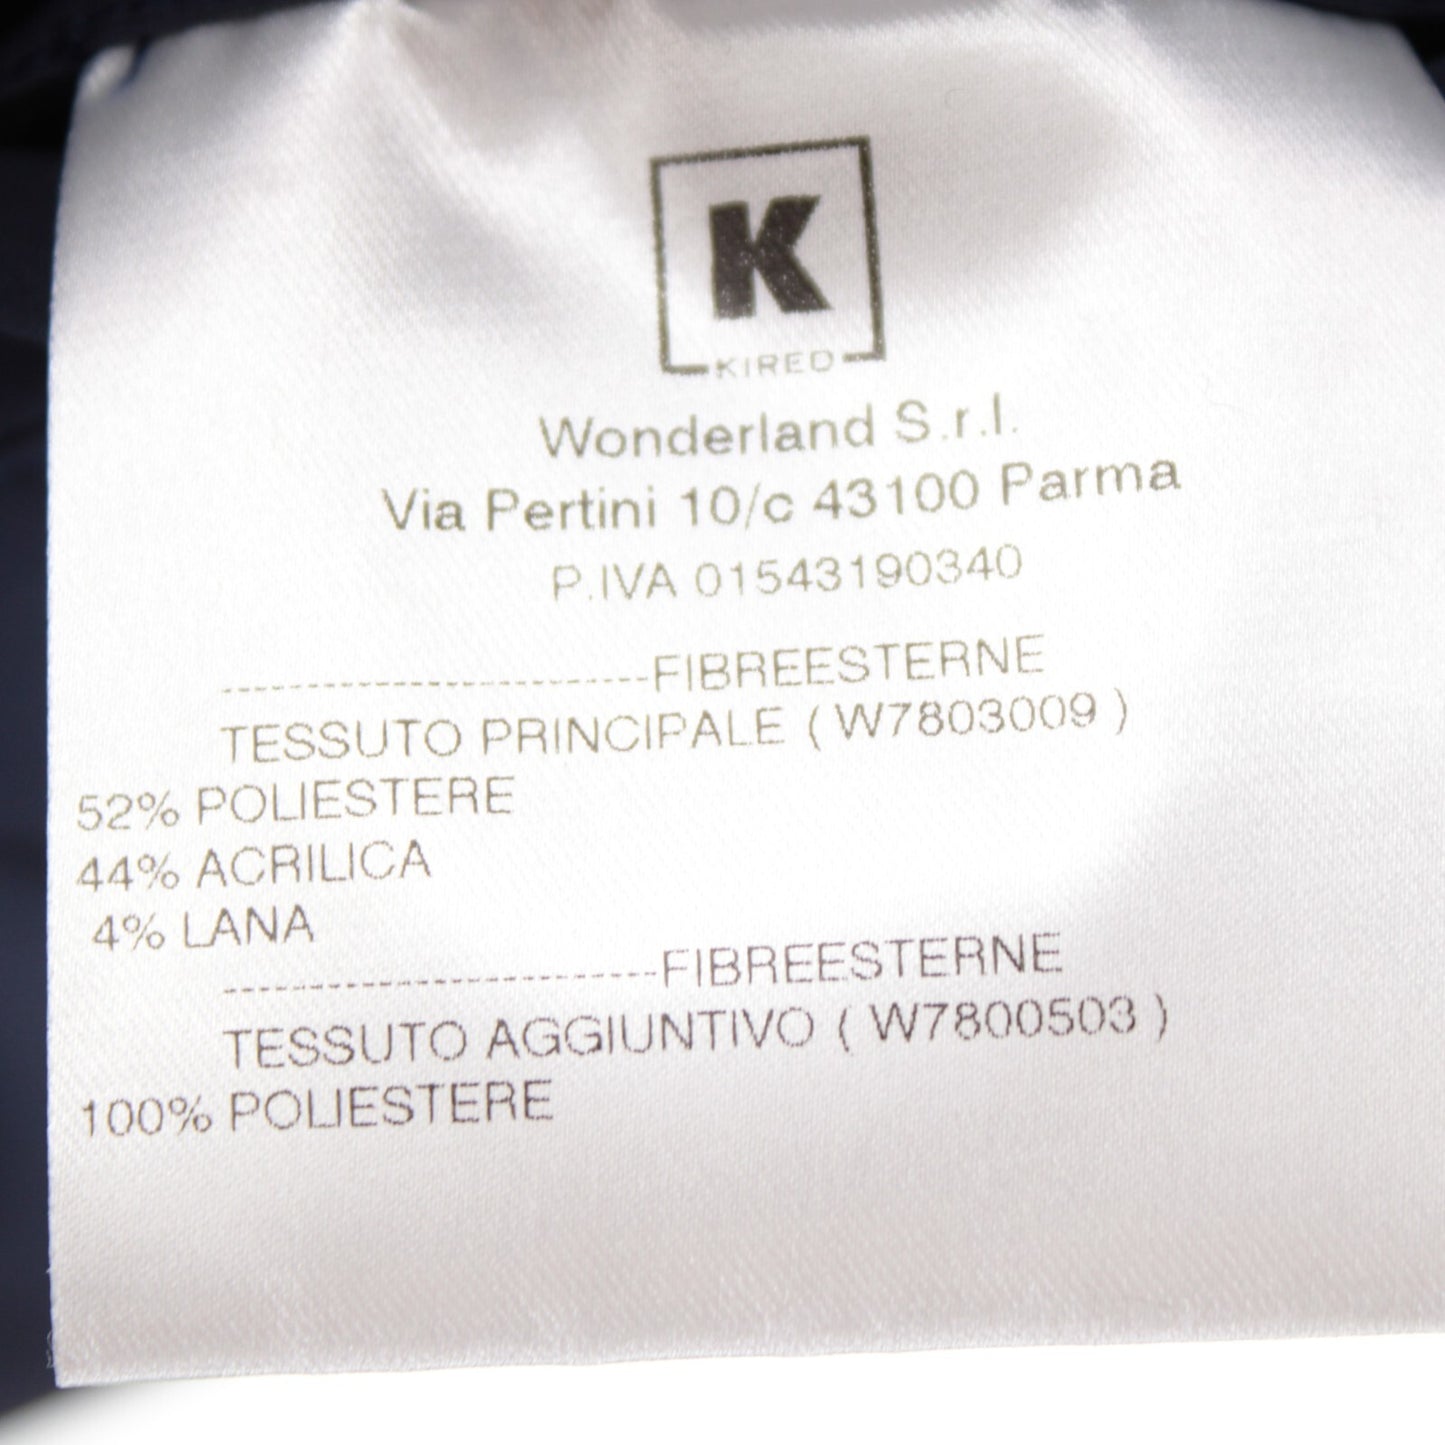 K
KIRED
Wonderland S.r.l.
Via Pertini 10/c 43100 Parma
P.IVA 01543190340
-------------------------FIBREESTERNE
TESSUTO PRINCIPALE ( W7803009 )
52% POLIESTERE
44% ACRILICA
4% LANA
-------------------------FIBREESTERNE
TESSUTO AGGIUNTIVO ( W7800503 )
100% POLIESTERE